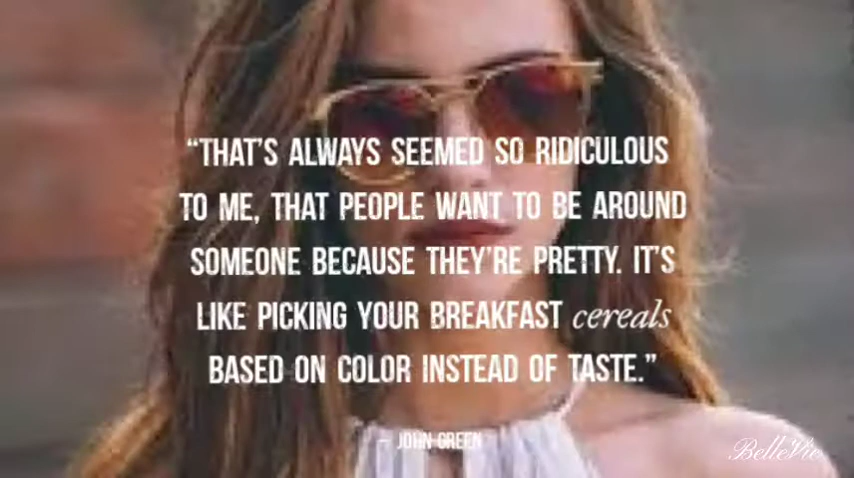 “THAT’S ALWAYS SEEMED SO RIDICULOUS
TO ME, THAT PEOPLE WANT TO BE AROUND
SOMEONE BECAUSE THEY’RE PRETTY. IT’S
LIKE PICKING YOUR BREAKFAST cereals
BASED ON COLOR INSTEAD OF TASTE.”
– JOHN GREEN
BelleVie